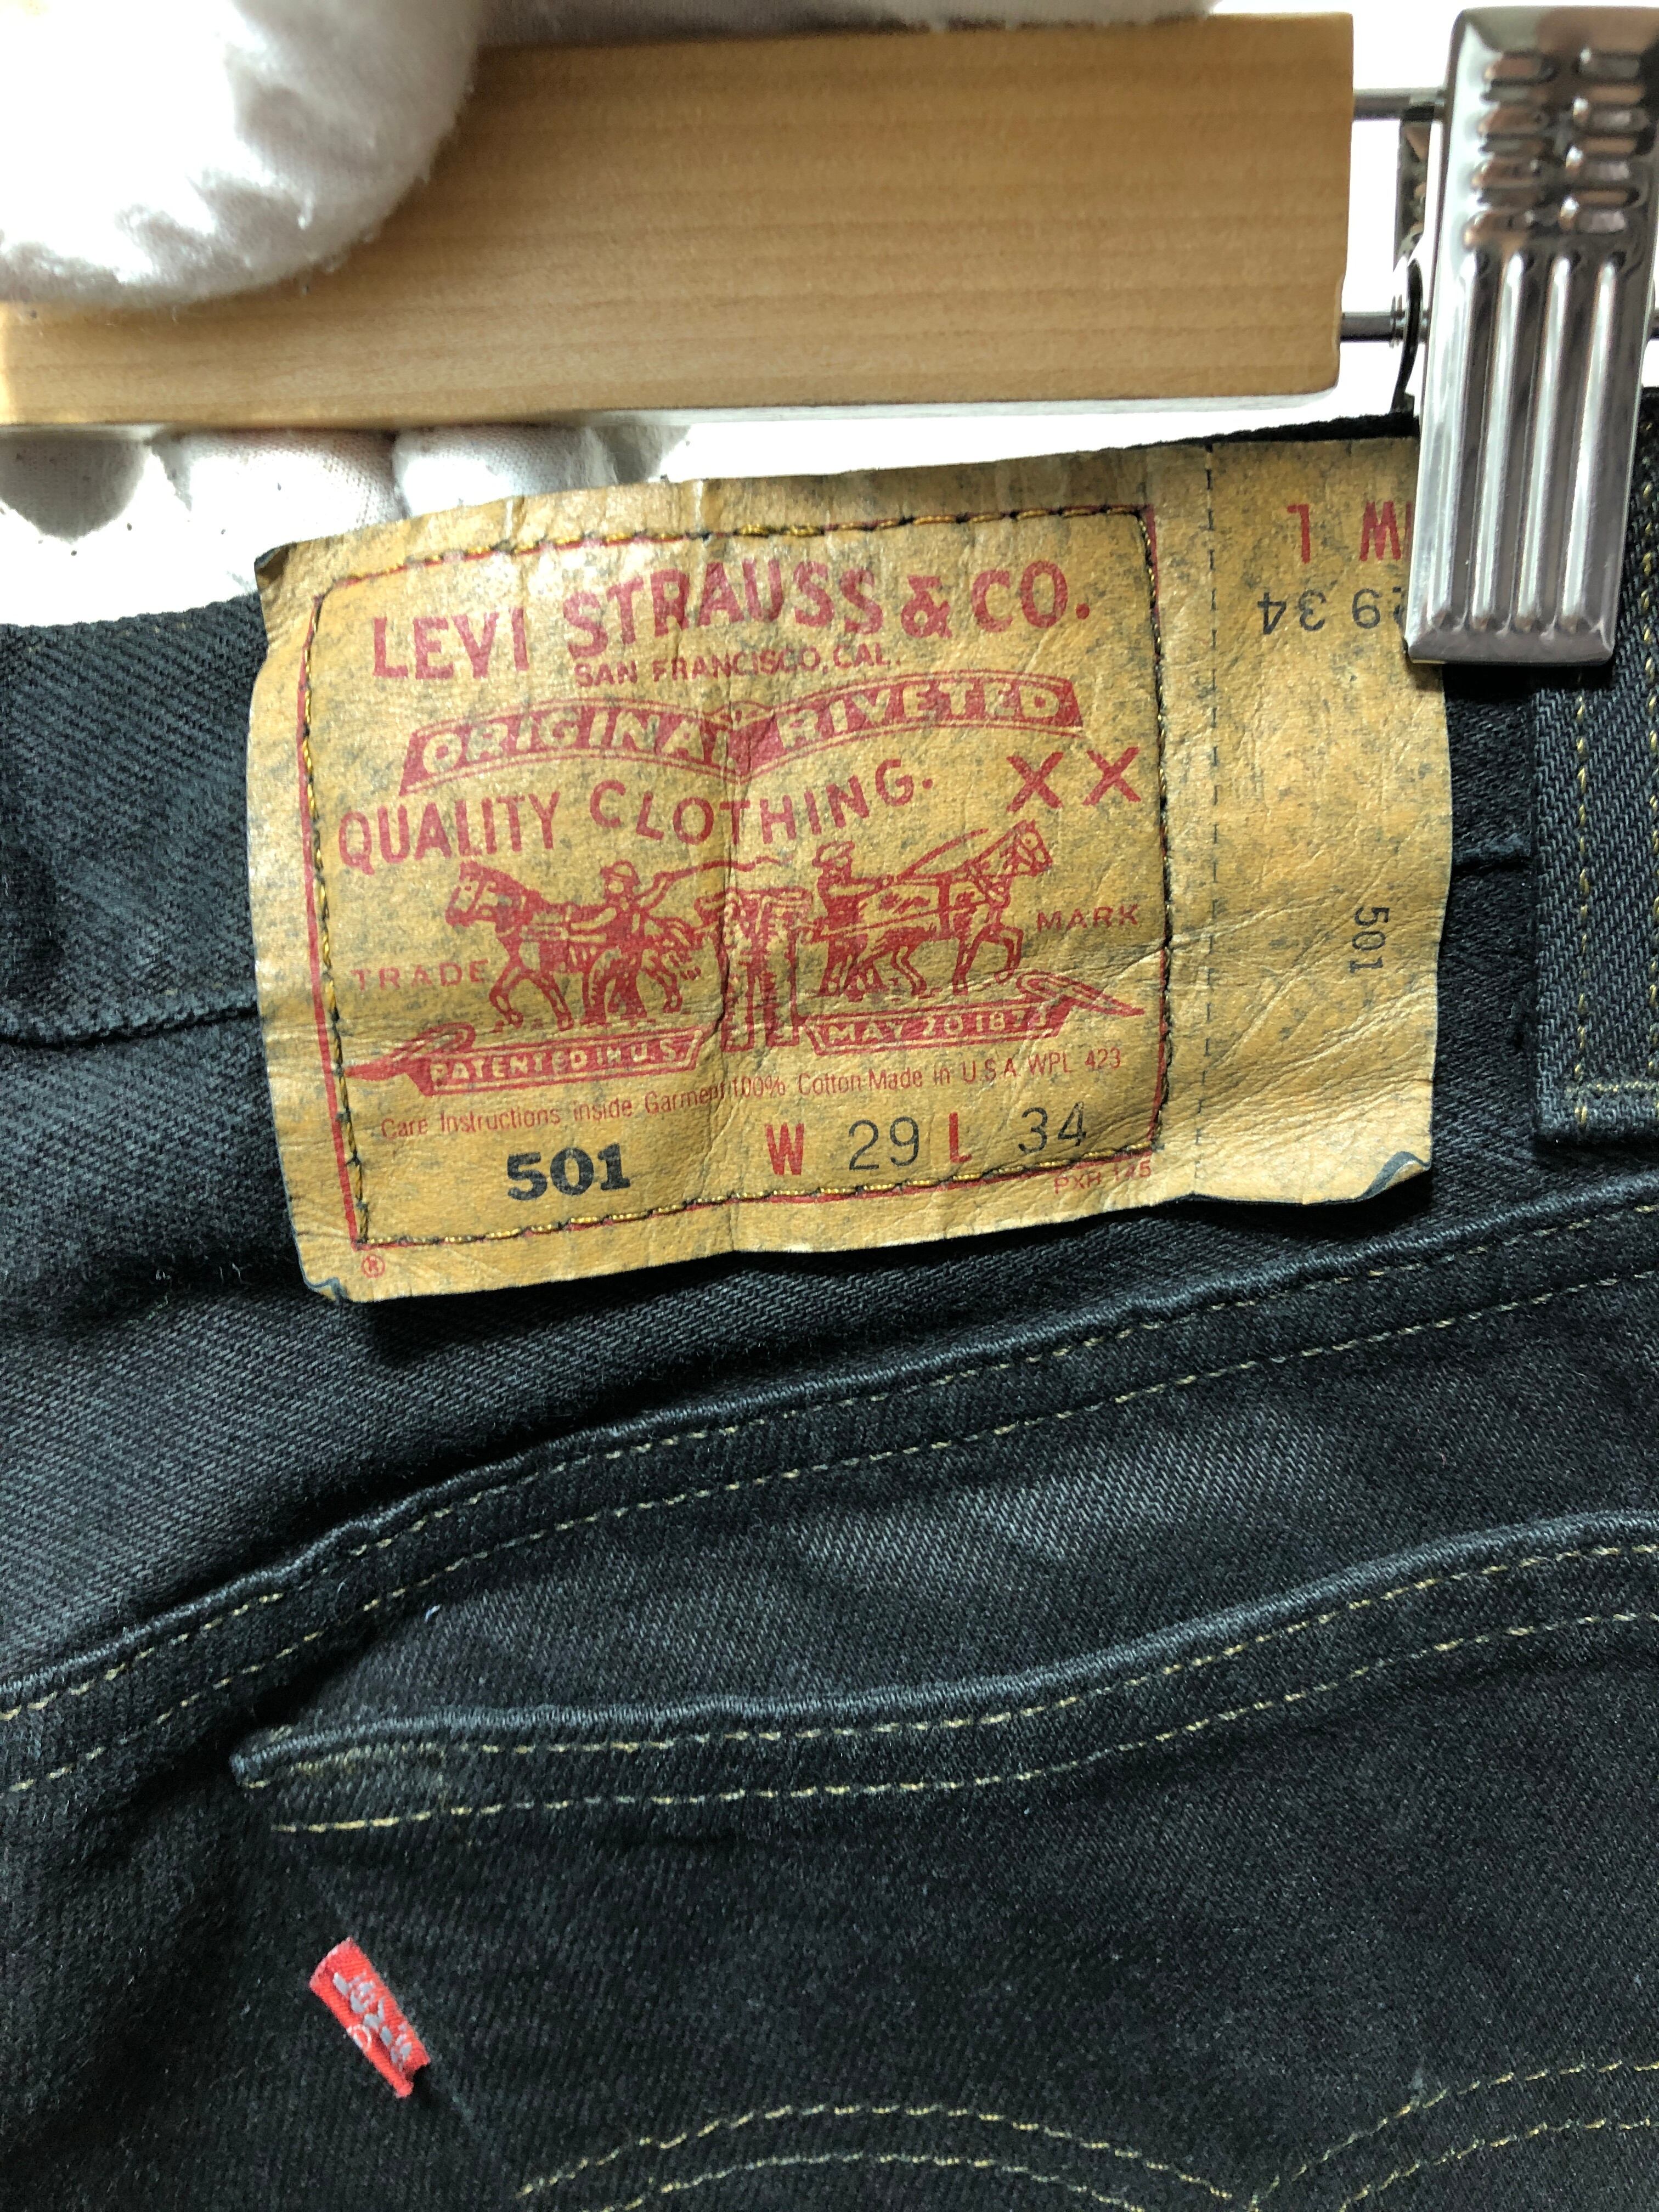 LEVI STRAUSS & CO.
SAN FRANCISCO, CAL.
ORIGINAL RIVETED
QUALITY CLOTHING. XX
TRADE MARK
PATENTED IN U.S. MAY 20 1873
Care Instructions inside Garment 100% Cotton-Made in U.S.A WPL 423
501 W 29 L 34
®
W L
29 34
501